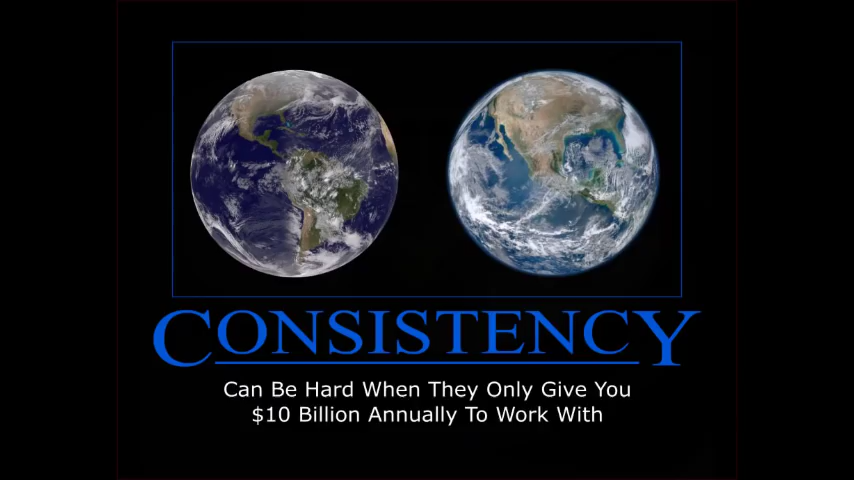 CONSISTENCY
Can Be Hard When They Only Give You
$10 Billion Annually To Work With